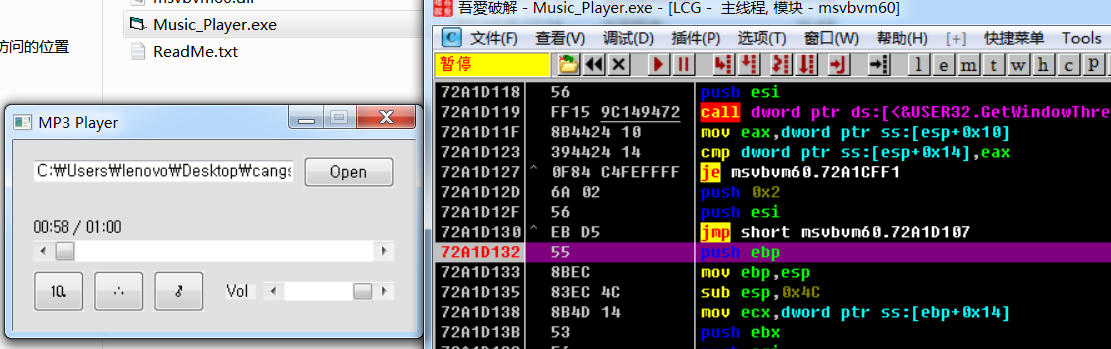 访问的位置
msvbvm60.dll
Music_Player.exe
ReadMe.txt
MP3 Player
C:₩Users₩lenovo₩Desktop₩cangs
Open
00:58 / 01:00
Vol
吾爱破解 - Music_Player.exe - [LCG - 主线程, 模块 - msvbvm60]
C 文件(F) 查看(V) 调试(D) 插件(P) 选项(T) 窗口(W) 帮助(H) [+] 快捷菜单 Tools
暂停 l e m t w h c P
72A1D118 56 push esi
72A1D119 FF15 9C149472 call dword ptr ds:[<&USER32.GetWindowThre
72A1D11F 8B4424 10 mov eax,dword ptr ss:[esp+0x10]
72A1D123 394424 14 cmp dword ptr ss:[esp+0x14],eax
72A1D127 ^ 0F84 C4FEFFFF je msvbvm60.72A1CFF1
72A1D12D 6A 02 push 0x2
72A1D12F 56 push esi
72A1D130 ^ EB D5 jmp short msvbvm60.72A1D107
72A1D132 55 push ebp
72A1D133 8BEC mov ebp,esp
72A1D135 83EC 4C sub esp,0x4C
72A1D138 8B4D 14 mov ecx,dword ptr ss:[ebp+0x14]
72A1D13B 53 push ebx